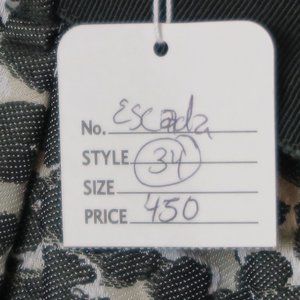 No. Escada
STYLE 34
SIZE
PRICE 450